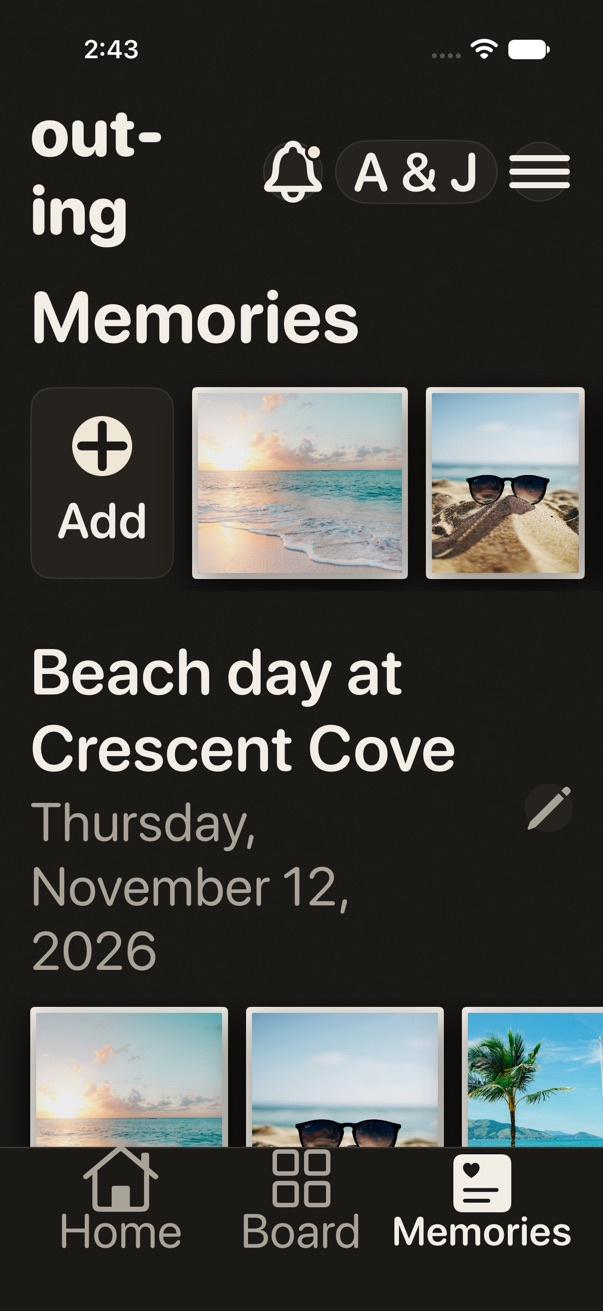 2:43
out-
ing
A & J
Memories
Add
Beach day at
Crescent Cove
Thursday,
November 12,
2026
Home
Board
Memories